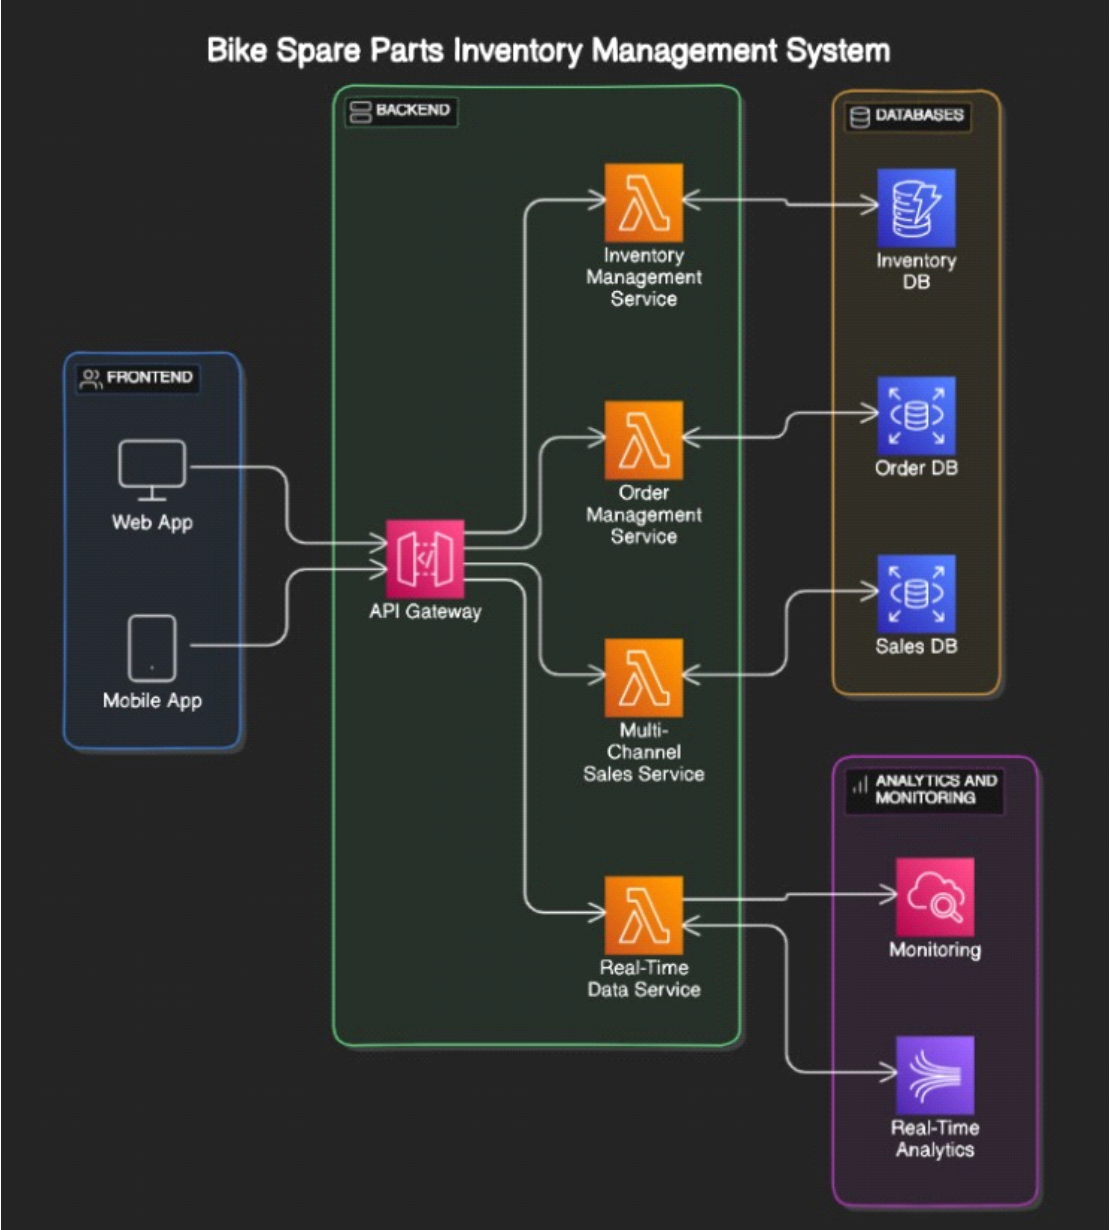 Bike Spare Parts Inventory Management System
BACKEND
DATABASES
Inventory
Management
Service
Inventory
DB
FRONTEND
Web App
Mobile App
API Gateway
Order
Management
Service
Order DB
Multi-
Channel
Sales Service
Sales DB
Real-Time
Data Service
ANALYTICS AND
MONITORING
Monitoring
Real-Time
Analytics